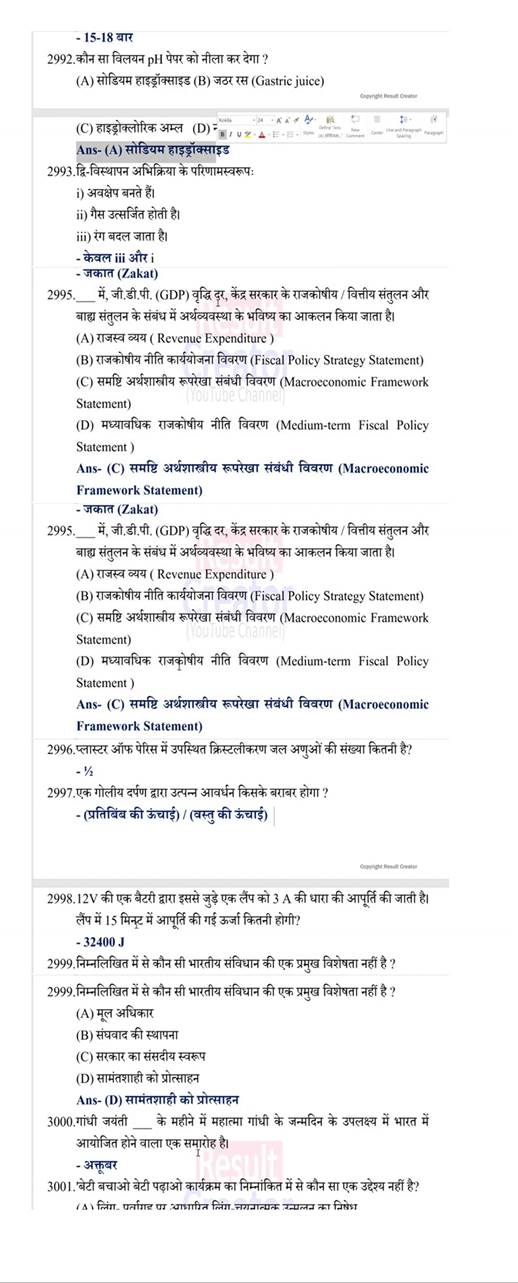 - 15-18 बार
2992.कौन सा विलयन pH पेपर को नीला कर देगा ?
(A) सोडियम हाइड्रॉक्साइड (B) जठर रस (Gastric juice)
Copyright Result Creator
(C) हाइड्रोक्लोरिक अम्ल (D)
Ans- (A) सोडियम हाइड्रॉक्साइड
2993.द्वि-विस्थापन अभिक्रिया के परिणामस्वरूप:
i) अवक्षेप बनते हैं।
ii) गैस उत्सर्जित होती है।
iii) रंग बदल जाता है।
- केवल iii और i
- जकात (Zakat)
2995.____ में, जी.डी.पी. (GDP) वृद्धि दर, केंद्र सरकार के राजकोषीय / वित्तीय संतुलन और
बाह्य संतुलन के संबंध में अर्थव्यवस्था के भविष्य का आकलन किया जाता है।
(A) राजस्व व्यय ( Revenue Expenditure )
(B) राजकोषीय नीति कार्ययोजना विवरण (Fiscal Policy Strategy Statement)
(C) समष्टि अर्थशास्त्रीय रूपरेखा संबंधी विवरण (Macroeconomic Framework
Statement)
(D) मध्यावधिक राजकोषीय नीति विवरण (Medium-term Fiscal Policy
Statement )
Ans- (C) समष्टि अर्थशास्त्रीय रूपरेखा संबंधी विवरण (Macroeconomic
Framework Statement)
- जकात (Zakat)
2995.____ में, जी.डी.पी. (GDP) वृद्धि दर, केंद्र सरकार के राजकोषीय / वित्तीय संतुलन और
बाह्य संतुलन के संबंध में अर्थव्यवस्था के भविष्य का आकलन किया जाता है।
(A) राजस्व व्यय ( Revenue Expenditure )
(B) राजकोषीय नीति कार्ययोजना विवरण (Fiscal Policy Strategy Statement)
(C) समष्टि अर्थशास्त्रीय रूपरेखा संबंधी विवरण (Macroeconomic Framework
Statement)
(D) मध्यावधिक राजकोषीय नीति विवरण (Medium-term Fiscal Policy
Statement )
Ans- (C) समष्टि अर्थशास्त्रीय रूपरेखा संबंधी विवरण (Macroeconomic
Framework Statement)
2996.प्लास्टर ऑफ पेरिस में उपस्थित क्रिस्टलीकरण जल अणुओं की संख्या कितनी है?
- ½
2997.एक गोलीय दर्पण द्वारा उत्पन्न आवर्धन किसके बराबर होगा ?
- (प्रतिबिंब की ऊंचाई) / (वस्तु की ऊंचाई)
Copyright Result Creator
2998.12V की एक बैटरी द्वारा इससे जुड़े एक लैंप को 3 A की धारा की आपूर्ति की जाती है।
लैंप में 15 मिनट में आपूर्ति की गई ऊर्जा कितनी होगी?
- 32400 J
2999.निम्नलिखित में से कौन सी भारतीय संविधान की एक प्रमुख विशेषता नहीं है ?
2999.निम्नलिखित में से कौन सी भारतीय संविधान की एक प्रमुख विशेषता नहीं है ?
(A) मूल अधिकार
(B) संघवाद की स्थापना
(C) सरकार का संसदीय स्वरूप
(D) सामंतशाही को प्रोत्साहन
Ans- (D) सामंतशाही को प्रोत्साहन
3000.गांधी जयंती ____ के महीने में महात्मा गांधी के जन्मदिन के उपलक्ष्य में भारत में
आयोजित होने वाला एक समारोह है।
- अक्तूबर
3001.'बेटी बचाओ बेटी पढ़ाओ कार्यक्रम का निम्नांकित में से कौन सा एक उद्देश्य नहीं है?
(A) लिंग- पूर्वाग्रह पर आधारित लिंग-चयनात्मक उन्मूलन का निषेध